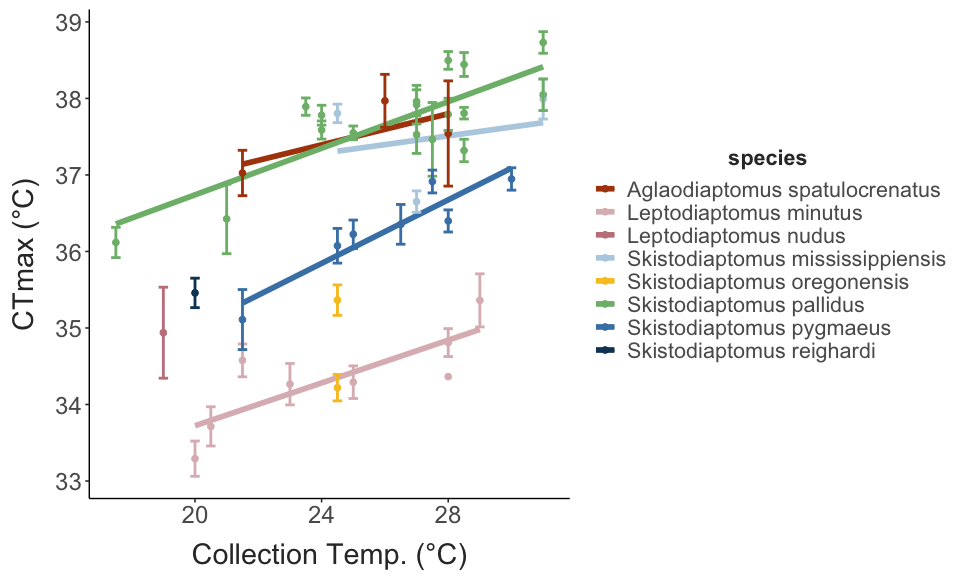 39
38
37
36
35
34
33
CTmax (°C)
20 24 28
Collection Temp. (°C)
species
Aglaodiaptomus spatulocrenatus
Leptodiaptomus minutus
Leptodiaptomus nudus
Skistodiaptomus mississippiensis
Skistodiaptomus oregonensis
Skistodiaptomus pallidus
Skistodiaptomus pygmaeus
Skistodiaptomus reighardi